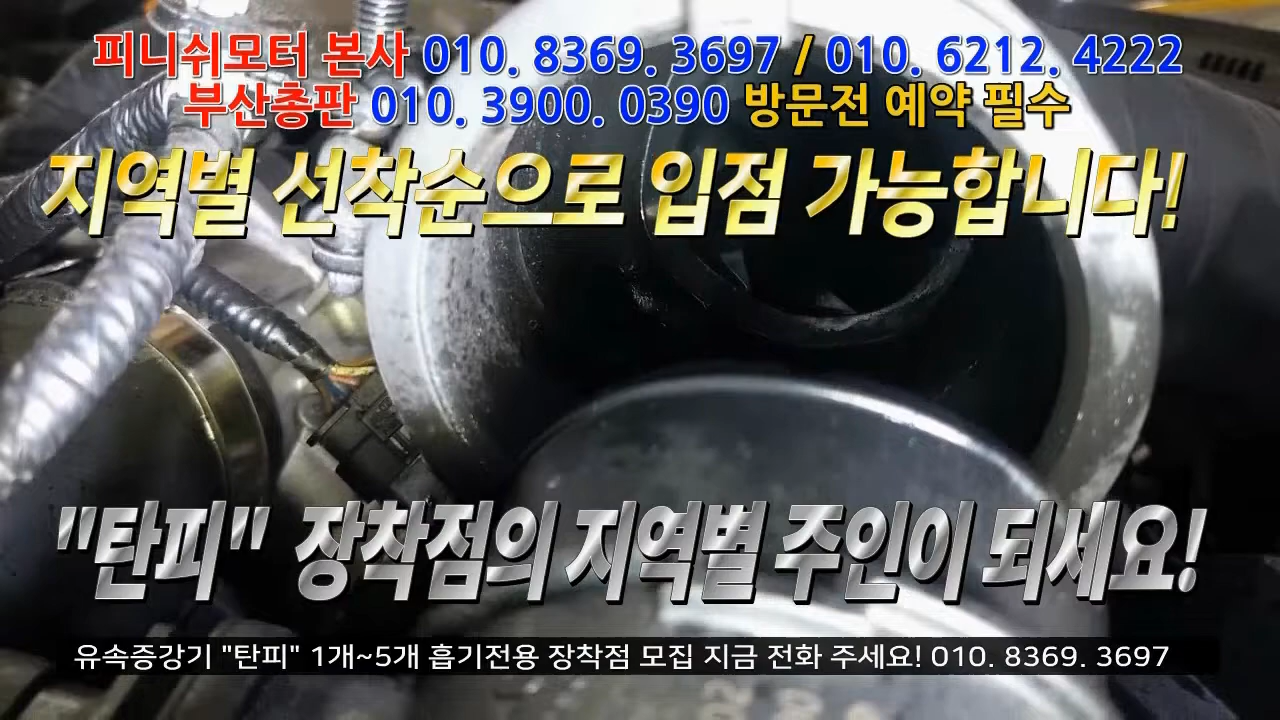 피니쉬모터 본사 010. 8369. 3697 / 010. 6212. 4222
부산총판 010. 3900. 0390 방문전 예약 필수
지역별 선착순으로 입점 가능합니다!
"탄피" 장착점의 지역별 주인이 되세요!
유속증강기 "탄피" 1개~5개 흡기전용 장착점 모집 지금 전화 주세요! 010. 8369. 3697